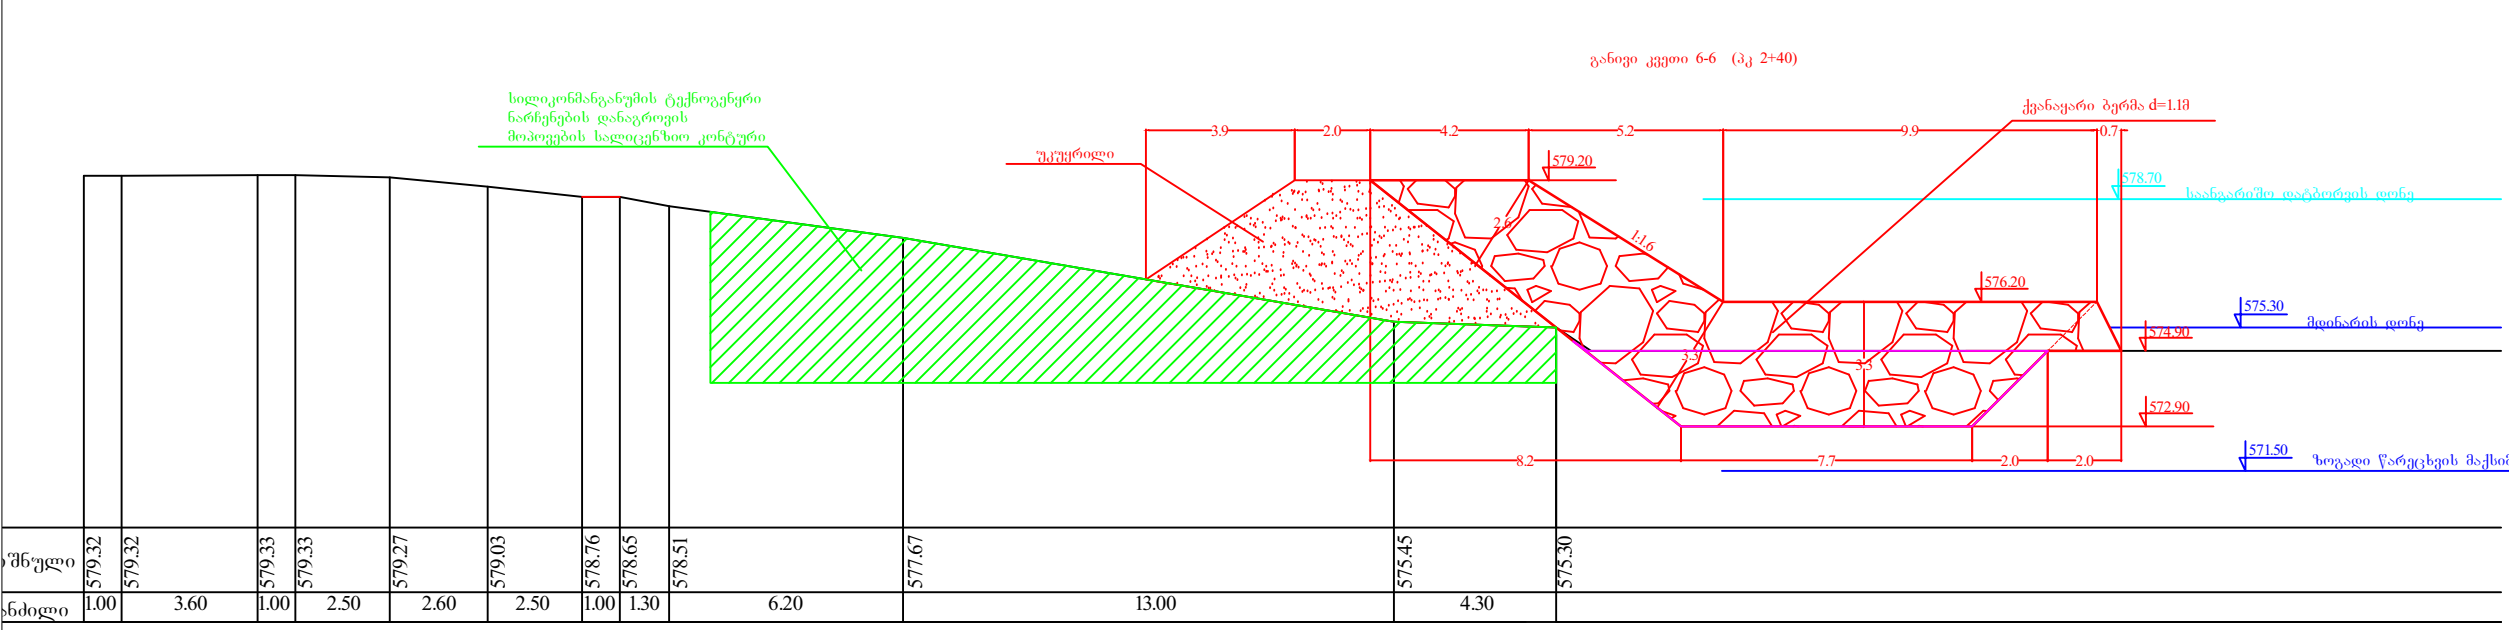 განივი კვეთი 6-6 (პკ 2+40)
სილიკონმანგანუმის ტექნოგენური
ნარჩენების დანაგროვის
მოპოვების სალიცენზიო კონტური
ქვანაყარი ბერმა d=1.1მ
უკუყრილი
3.9 2.0 4.2 5.2 9.9 0.7
579.20
578.70
საანგარიშო დატბორვის დონე
2.6
1:1.6
576.20
575.30
მდინარის დონე
574.90
3.3
3.3
572.90
571.50
ზოგადი წარეცხვის
8.2 7.7 2.0 2.0
579.32 579.32 579.33 579.33 579.27 579.03 578.76 578.65 578.51 577.67 575.45 575.30
1.00 3.60 1.00 2.50 2.60 2.50 1.00 1.30 6.20 13.00 4.30